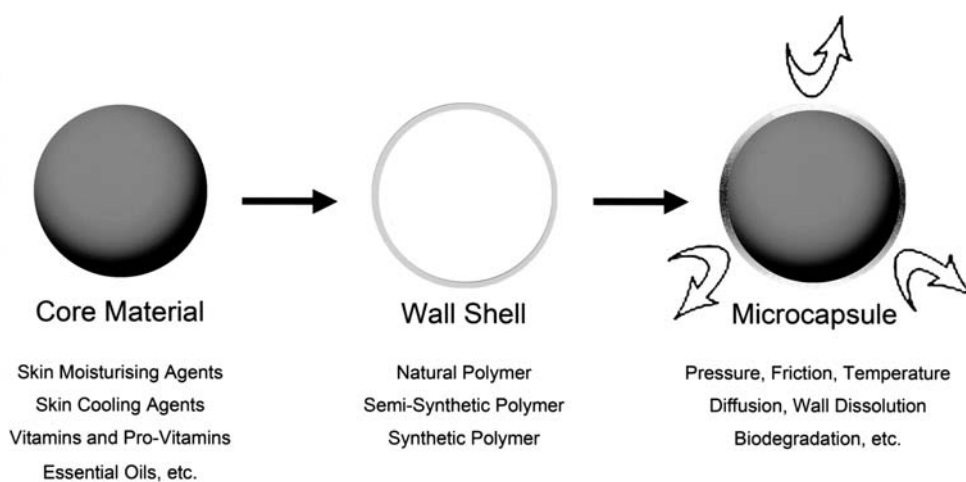 Core Material
Skin Moisturising Agents
Skin Cooling Agents
Vitamins and Pro-Vitamins
Essential Oils, etc.
Wall Shell
Natural Polymer
Semi-Synthetic Polymer
Synthetic Polymer
Microcapsule
Pressure, Friction, Temperature
Diffusion, Wall Dissolution
Biodegradation, etc.